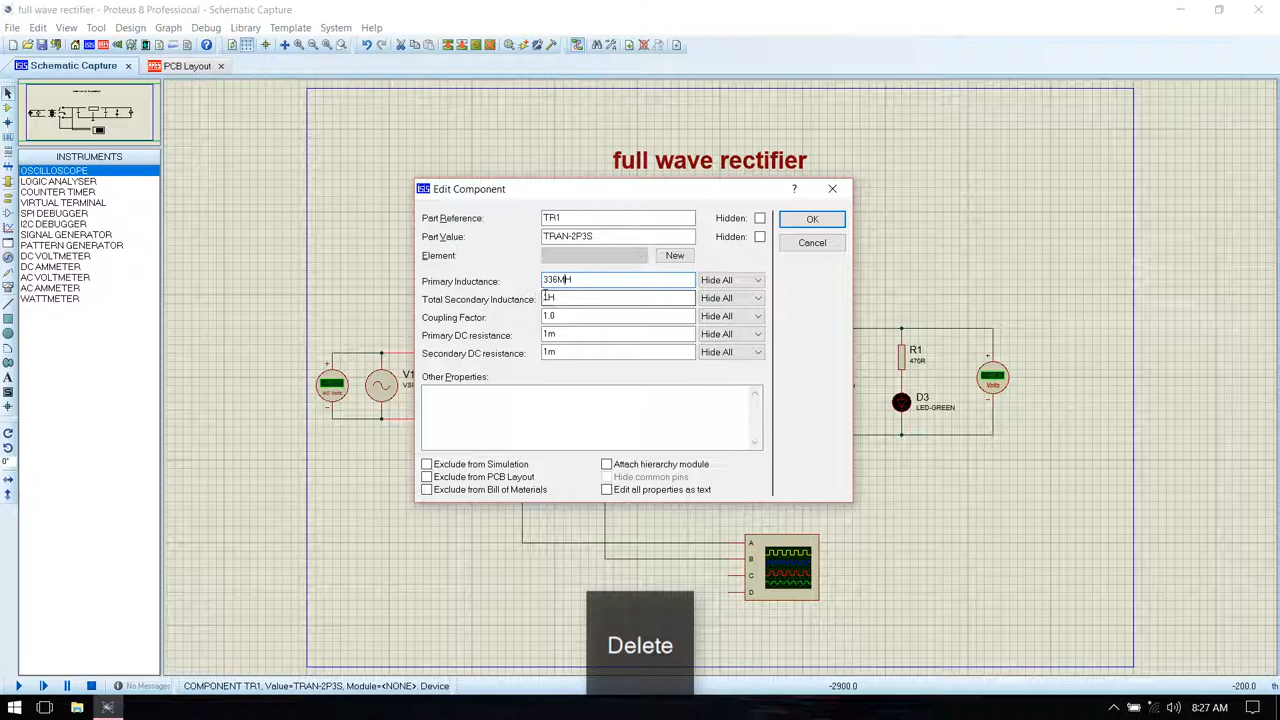 full wave rectifier - Proteus 8 Professional - Schematic Capture
File Edit View Tool Design Graph Debug Library Template System Help
Schematic Capture PCB Layout
INSTRUMENTS
OSCILLOSCOPE
LOGIC ANALYSER
COUNTER TIMER
VIRTUAL TERMINAL
SPI DEBUGGER
I2C DEBUGGER
SIGNAL GENERATOR
PATTERN GENERATOR
DC VOLTMETER
DC AMMETER
AC VOLTMETER
AC AMMETER
WATTMETER
full wave rectifier
Edit Component
Part Reference: TR1 Hidden: OK
Part Value: TRAN-2P3S Hidden: Cancel
Element: New
Primary Inductance: 336MH Hide All
Total Secondary Inductance: Hide All
Coupling Factor: 1.0 Hide All
Primary DC resistance: 1m Hide All
Secondary DC resistance: 1m Hide All
Other Properties:
Exclude from Simulation Attach hierarchy module
Exclude from PCB Layout Hide common pins
Exclude from Bill of Materials Edit all properties as text
AC Volts
V1
R1
470R
D3
LED-GREEN
Volts
A
B
C
D
Delete
No Messages COMPONENT TR1, Value=TRAN-2P3S, Module=<NONE>, Device -2900.0 -200.0 th
8:27 AM